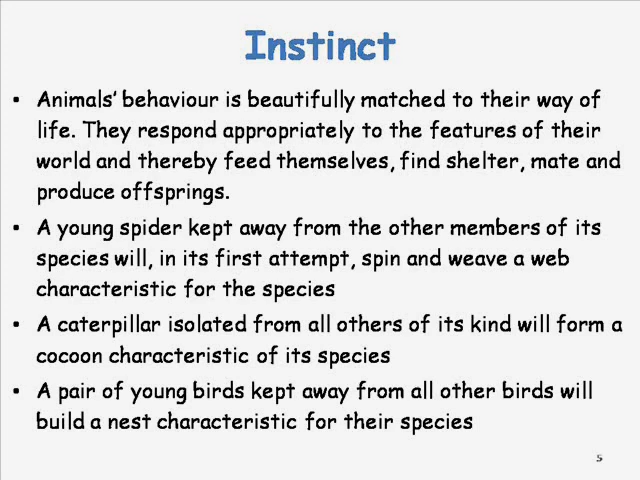 Instinct
• Animals' behaviour is beautifully matched to their way of
life. They respond appropriately to the features of their
world and thereby feed themselves, find shelter, mate and
produce offsprings.
• A young spider kept away from the other members of its
species will, in its first attempt, spin and weave a web
characteristic for the species
• A caterpillar isolated from all others of its kind will form a
cocoon characteristic of its species
• A pair of young birds kept away from all other birds will
build a nest characteristic for their species
5